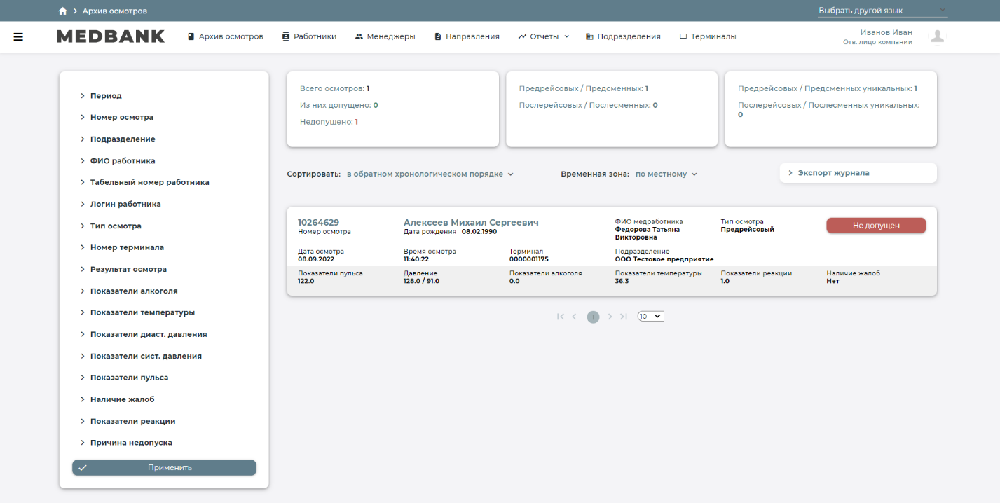 Архив осмотров
Выбрать другой язык
MEDBANK
Архив осмотров
Работники
Менеджеры
Направления
Отчеты
Подразделения
Терминалы
Иванов Иван
Отв. лицо компании
Период
Номер осмотра
Подразделение
ФИО работника
Табельный номер работника
Логин работника
Тип осмотра
Номер терминала
Результат осмотра
Показатели алкоголя
Показатели температуры
Показатели диаст. давления
Показатели сист. давления
Показатели пульса
Наличие жалоб
Показатели реакции
Причина недопуска
Применить
Всего осмотров: 1
Из них допущено: 0
Недопущено: 1
Предрейсовых / Предсменных: 1
Послерейсовых / Послесменных: 0
Предрейсовых / Предсменных уникальных: 1
Послерейсовых / Послесменных уникальных:
0
Сортировать: в обратном хронологическом порядке
Временная зона: по местному
Экспорт журнала
10264629
Номер осмотра
Алексеев Михаил Сергеевич
Дата рождения 08.02.1990
ФИО медработника
Федорова Татьяна
Викторовна
Тип осмотра
Предрейсовый
Не допущен
Дата осмотра
08.09.2022
Время осмотра
11:40:22
Терминал
0000001175
Подразделение
ООО Тестовое предприятие
Показатели пульса
122.0
Давление
128.0 / 91.0
Показатели алкоголя
0.0
Показатели температуры
36.3
Показатели реакции
1.0
Наличие жалоб
Нет
1
10